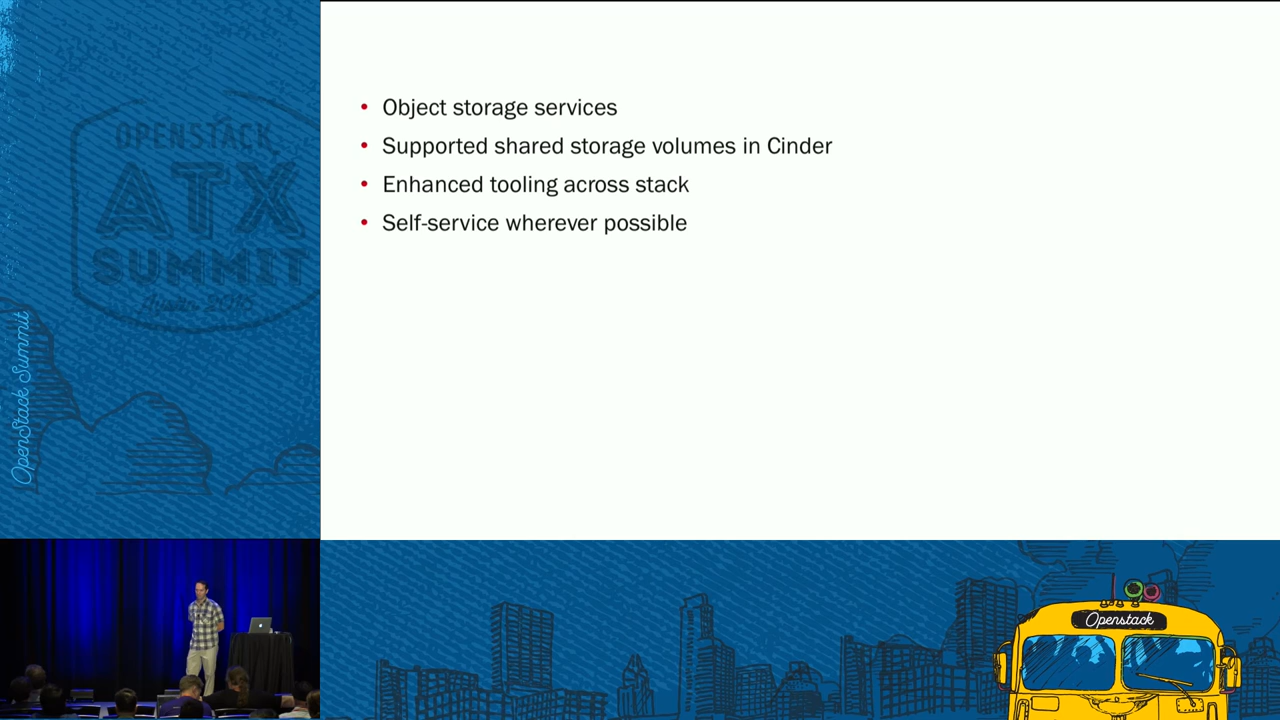 OPENSTACK
ATX
SUMMIT
Austin 2016
OpenStack Summit
• Object storage services
• Supported shared storage volumes in Cinder
• Enhanced tooling across stack
• Self-service wherever possible
Openstack